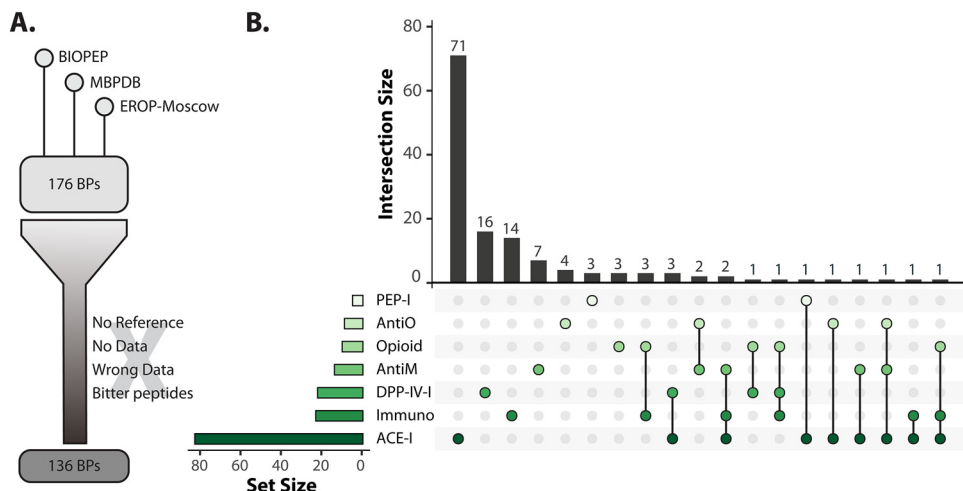 A.
BIOPEP
MBPDB
EROP-Moscow
176 BPs
No Reference
No Data
Wrong Data
Bitter peptides
X
136 BPs
B.
Intersection Size
80
60
40
20
0
71
16
14
7
4
3
3
3
3
2
2
1
1
1
1
1
1
1
1
PEP-I
AntiO
Opioid
AntiM
DPP-IV-I
Immuno
ACE-I
80
60
40
20
0
Set Size